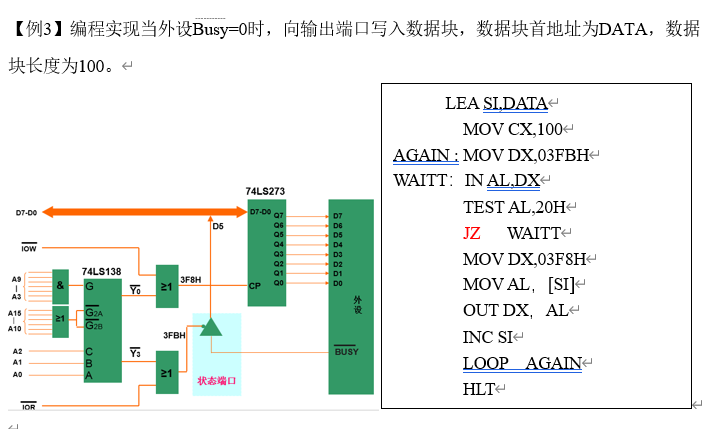 【例3】编程实现当外设Busy=0时，向输出端口写入数据块，数据块首地址为DATA，数据
块长度为100。↵
LEA SI,DATA↵
MOV CX,100
AGAIN : MOV DX,03FBH↵
WAITT： IN AL,DX↵
TEST AL,20H
JZ WAITT↵
MOV DX,03F8H↵
MOV AL，[SI]
OUT DX，AL
INC SI
LOOP AGAIN
HLT
↵
↵
74LS273
D7-D0
D7-D0
Q7
Q6
Q5
Q4
Q3
Q2
Q1
Q0
D7
D6
D5
D4
D3
D2
D1
D0
D5
IOW
74LS138
A9
|
A3
&
G
Y0
≥1
3F8H
CP
外设
A15
|
A10
≥1
G2A
G2B
3FBH
A2
A1
A0
C
B
A
Y3
≥1
BUSY
状态端口
IOR